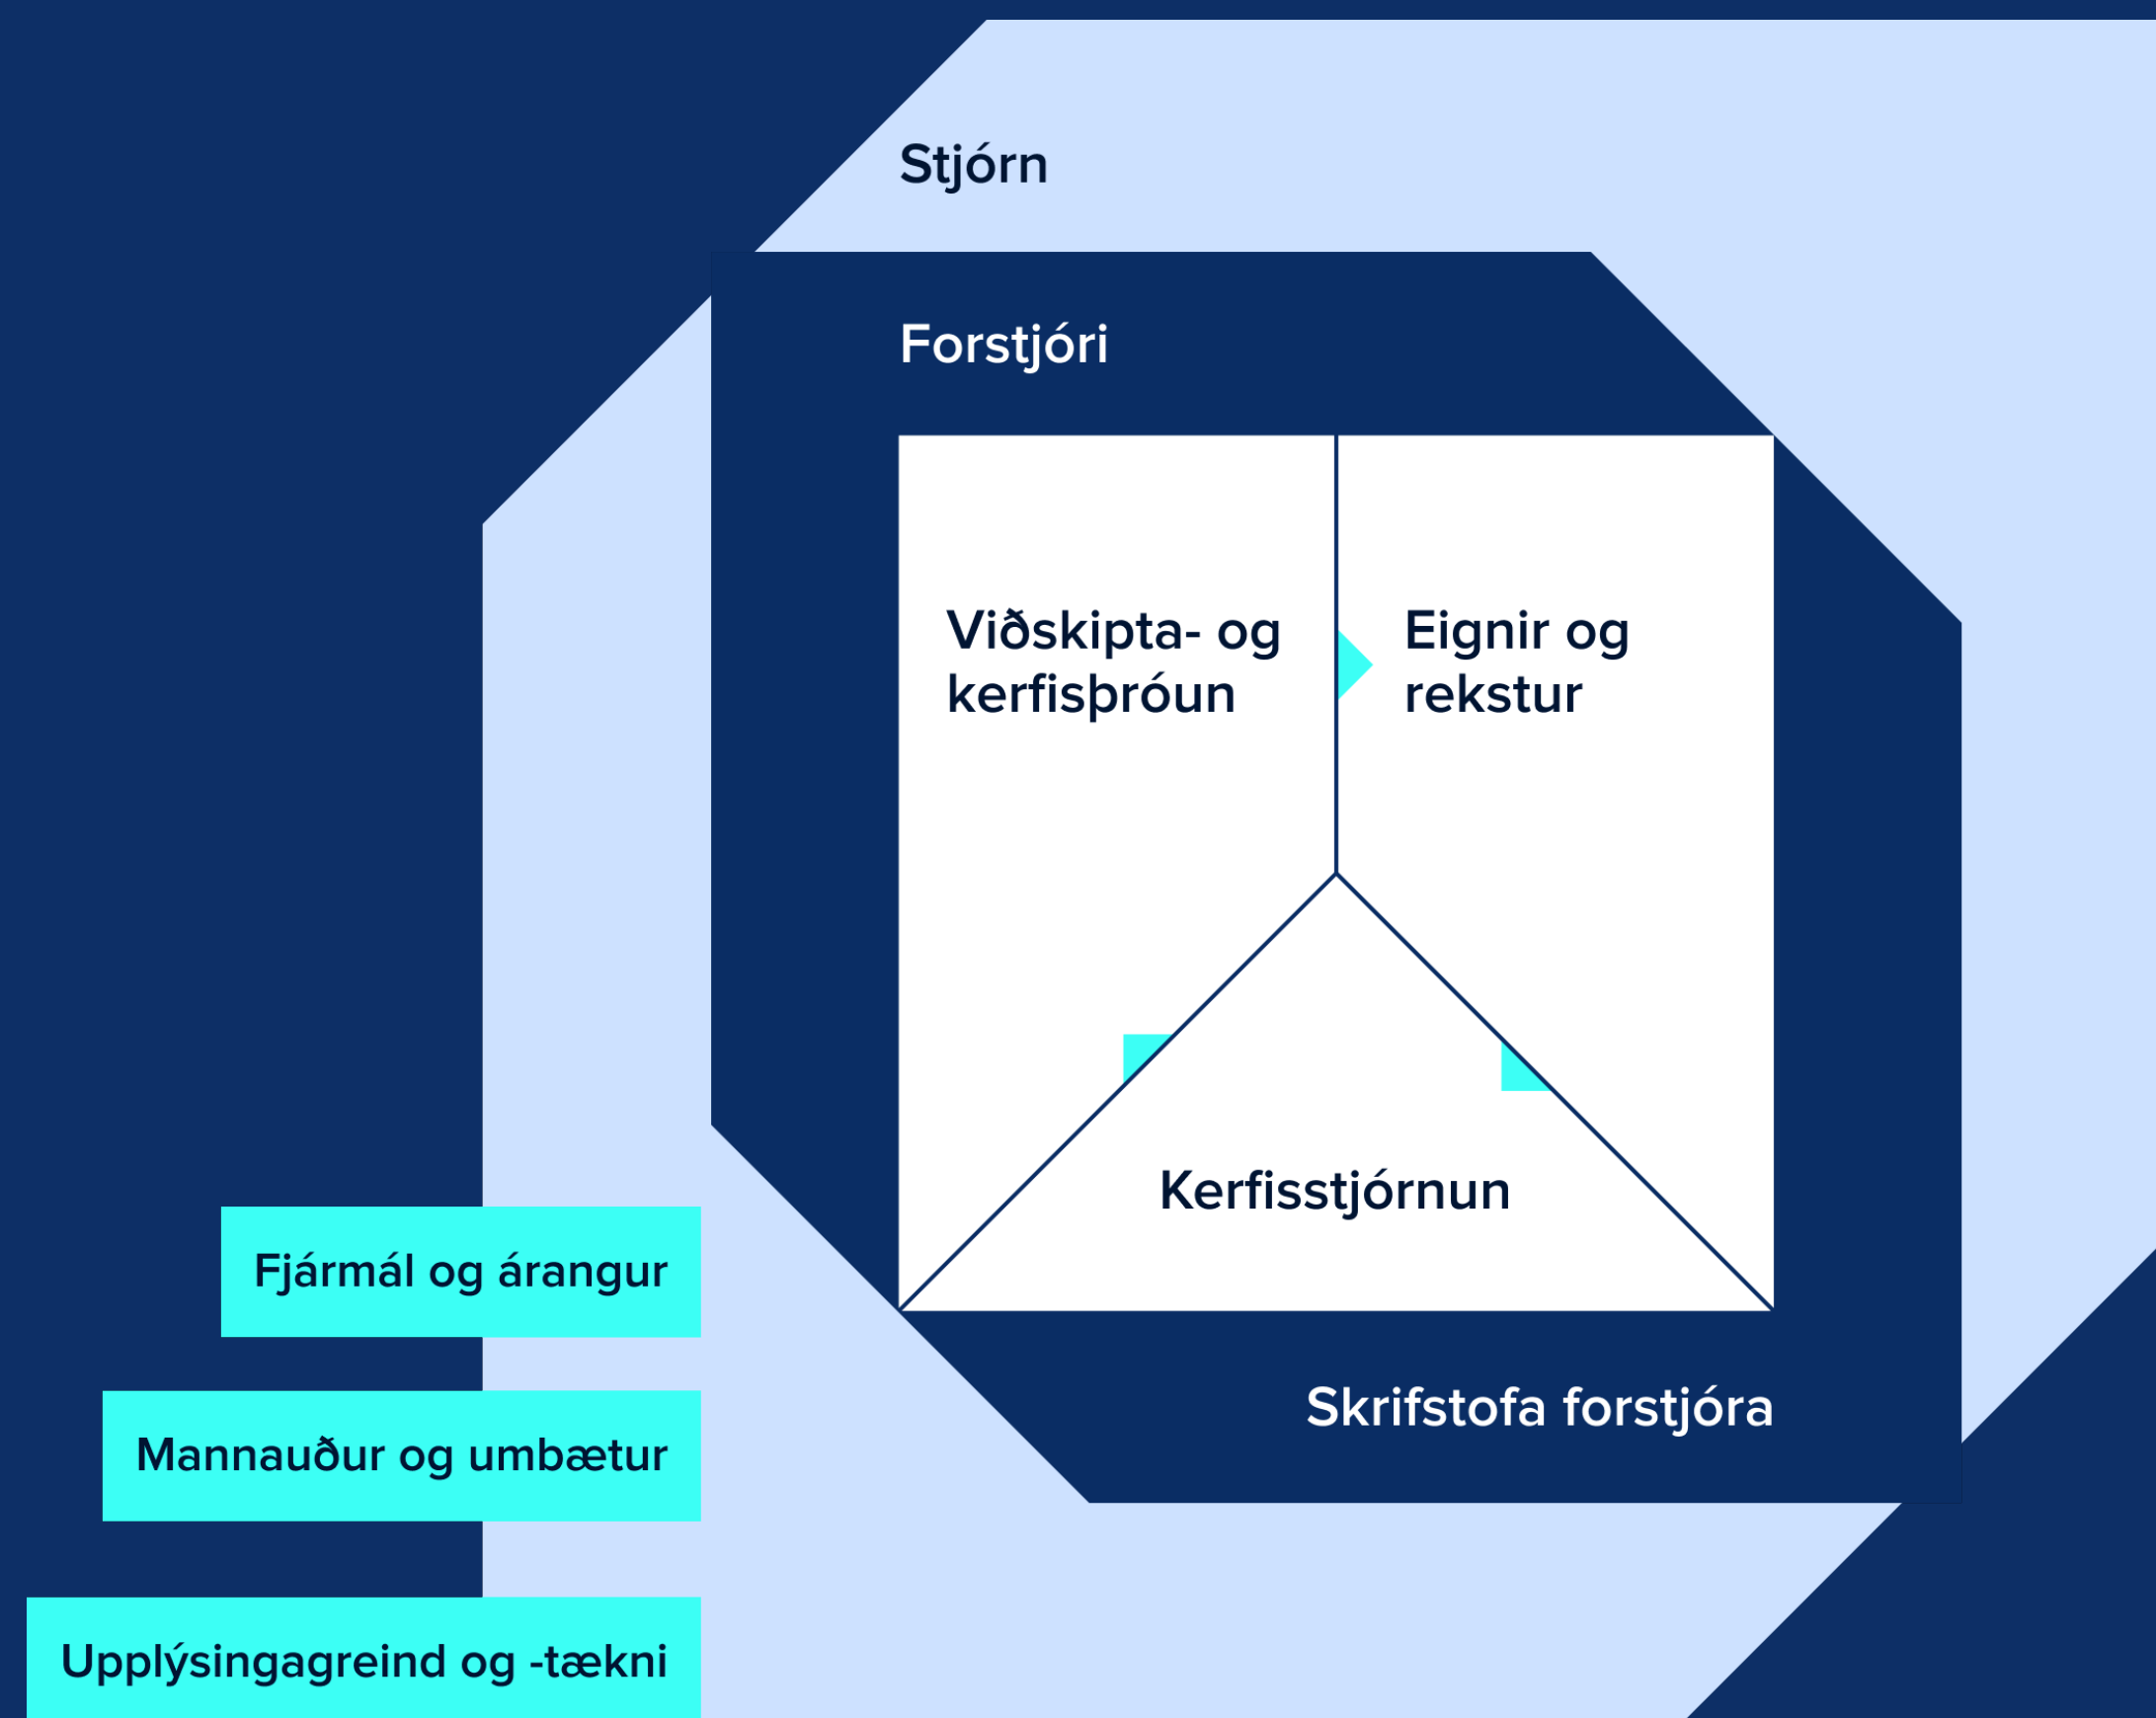 Stjórn
Forstjóri
Viðskipta- og
kerfisþróun
Eignir og
rekstur
Kerfisstjórnun
Skrifstofa forstjóra
Fjármál og árangur
Mannauður og umbætur
Upplýsingagreind og -tækni